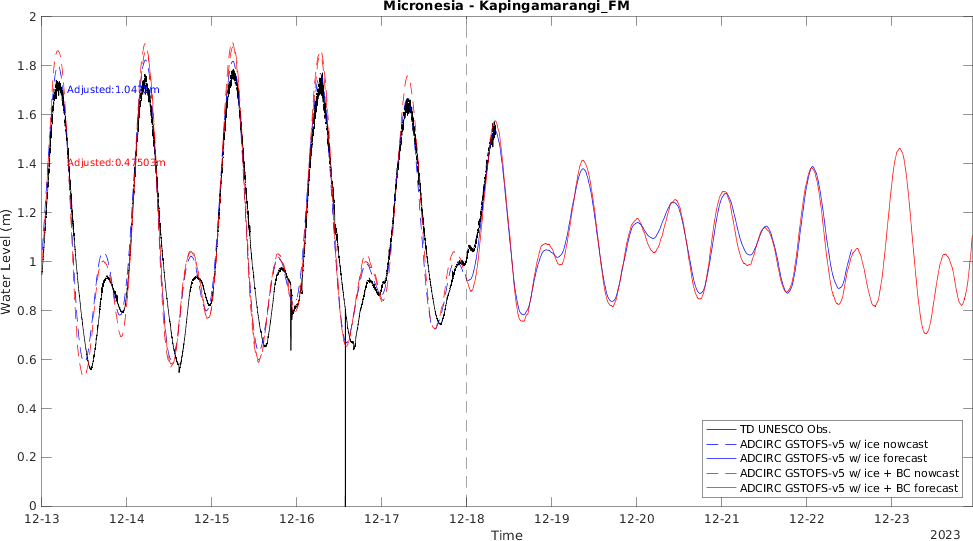 Micronesia - Kapingamarangi_FM
2
1.8
1.6
1.4
1.2
1
0.8
0.6
0.4
0.2
0
Water Level (m)
Adjusted:0.47503m
12-13
12-14
12-15
12-16
12-17
12-18
12-19
12-20
12-21
12-22
12-23
Time
2023
TD UNESCO Obs.
ADCIRC GSTOFS-v5 w/ ice nowcast
ADCIRC GSTOFS-v5 w/ ice forecast
ADCIRC GSTOFS-v5 w/ ice + BC nowcast
ADCIRC GSTOFS-v5 w/ ice + BC forecast